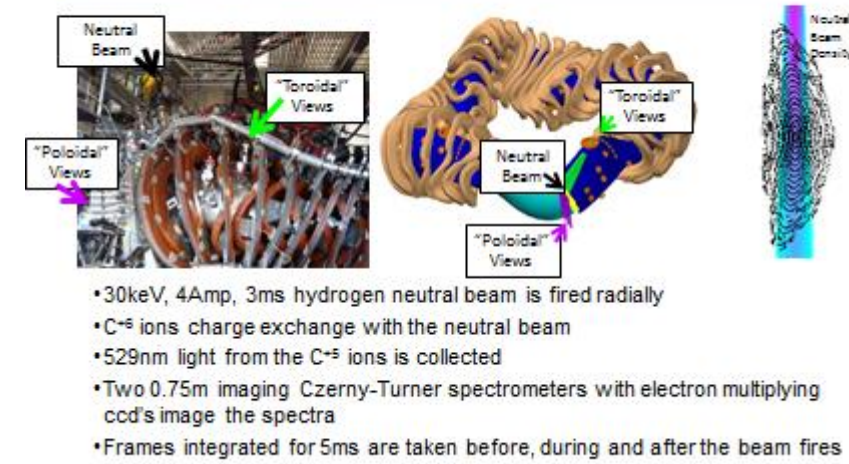 Neutral
Beam
"Toroidal"
Views
"Poloidal"
Views
"Toroidal"
Views
Neutral
Beam
"Poloidal"
Views
Neutral
Beam
Density
•30keV, 4Amp, 3ms hydrogen neutral beam is fired radially
•C⁺⁶ ions charge exchange with the neutral beam
•529nm light from the C⁺⁵ ions is collected
•Two 0.75m imaging Czerny-Turner spectrometers with electron multiplying
ccd's image the spectra
•Frames integrated for 5ms are taken before, during and after the beam fires